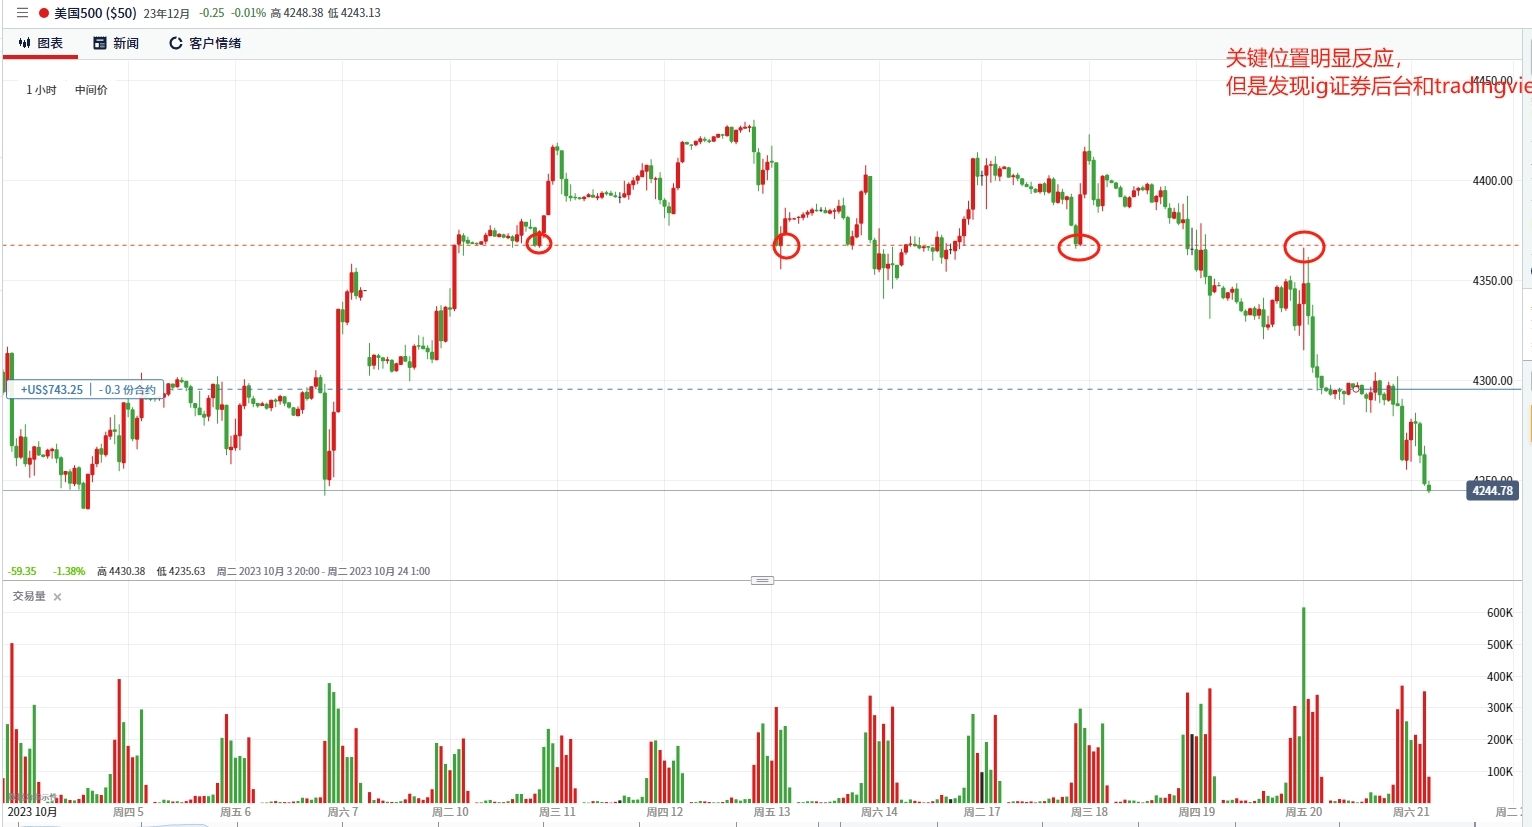 美国500 ($50) 23年12月 -0.25 -0.01% 高 4248.38 低 4243.13
图表 新闻 客户情绪
关键位置明显反应，
但是发现ig证券后台和tradingvie
1 小时 中间价
4400.00
4350.00
4300.00
+US$743.25 | - 0.3 份合约
4244.78
-59.35 -1.38% 高 4430.38 低 4235.63 周二 2023 10月 3 20:00 - 周二 2023 10月 24 1:00
交易量 ×
600K
500K
400K
300K
200K
100K
2023 10月 周四 5 周五 6 周六 7 周二 10 周三 11 周四 12 周五 13 周六 14 周二 17 周三 18 周四 19 周五 20 周六 21 周二